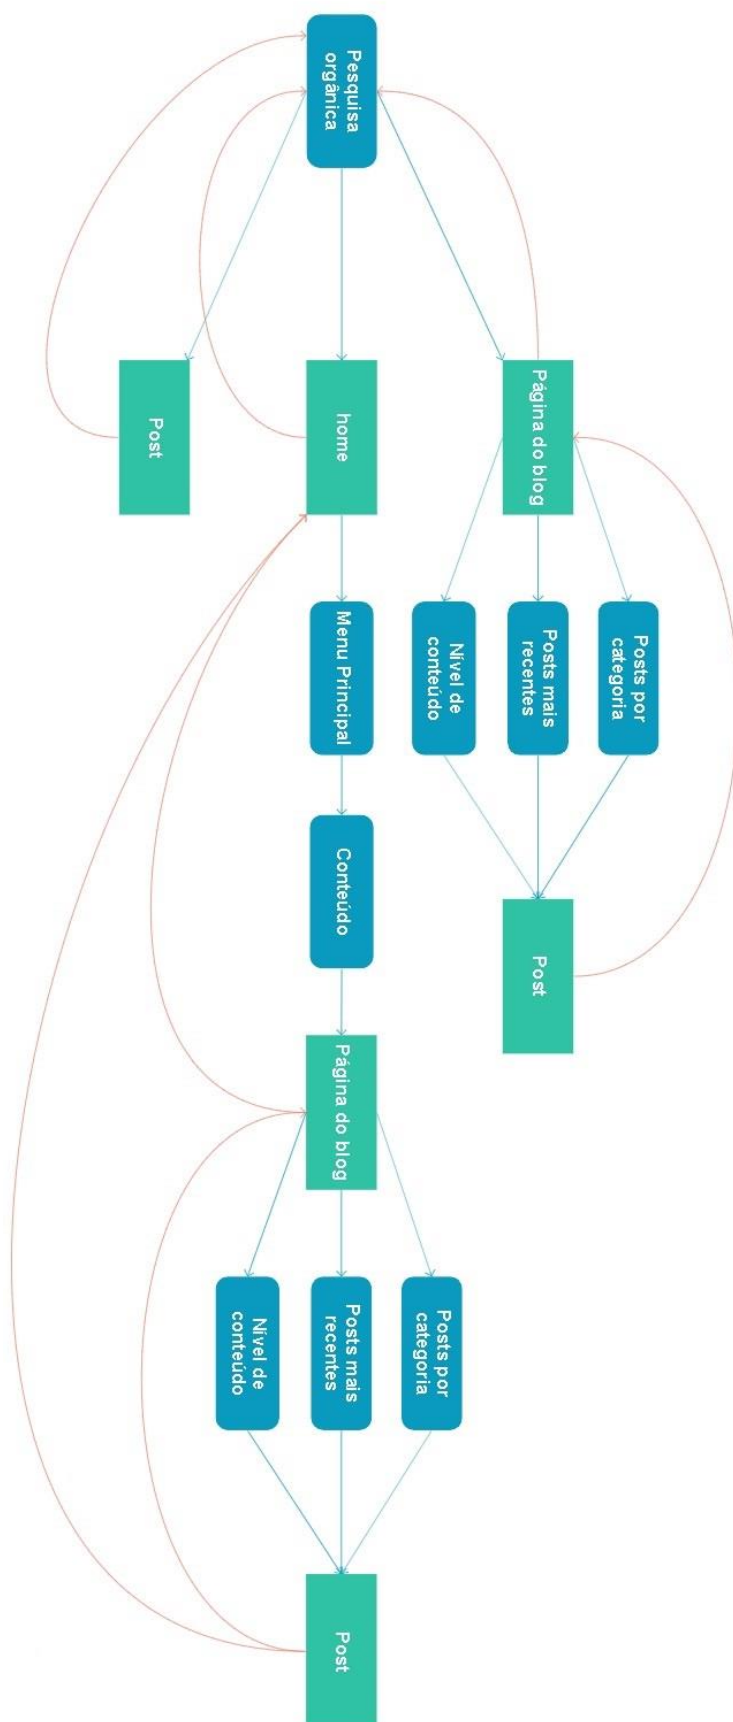 Pesquisa
orgânica
Página do blog
Posts por
categoria
Posts mais
recentes
Nível de
conteúdo
Post
home
Menu Principal
Conteúdo
Página do blog
Posts por
categoria
Posts mais
recentes
Nível de
conteúdo
Post
Post